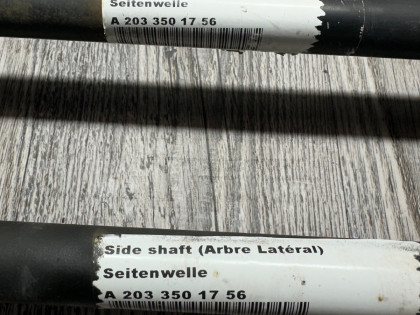 Seitenwelle
A 203 350 17 56
Side shaft (Arbre Latéral)
Seitenwelle
A 203 350 17 56